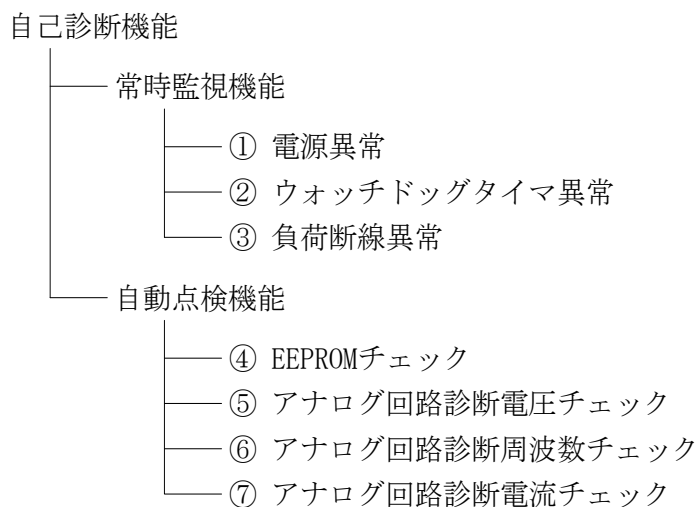 自己診断機能
常時監視機能
① 電源異常
② ウォッチドッグタイマ異常
③ 負荷断線異常
自動点検機能
④ EEPROMチェック
⑤ アナログ回路診断電圧チェック
⑥ アナログ回路診断周波数チェック
⑦ アナログ回路診断電流チェック